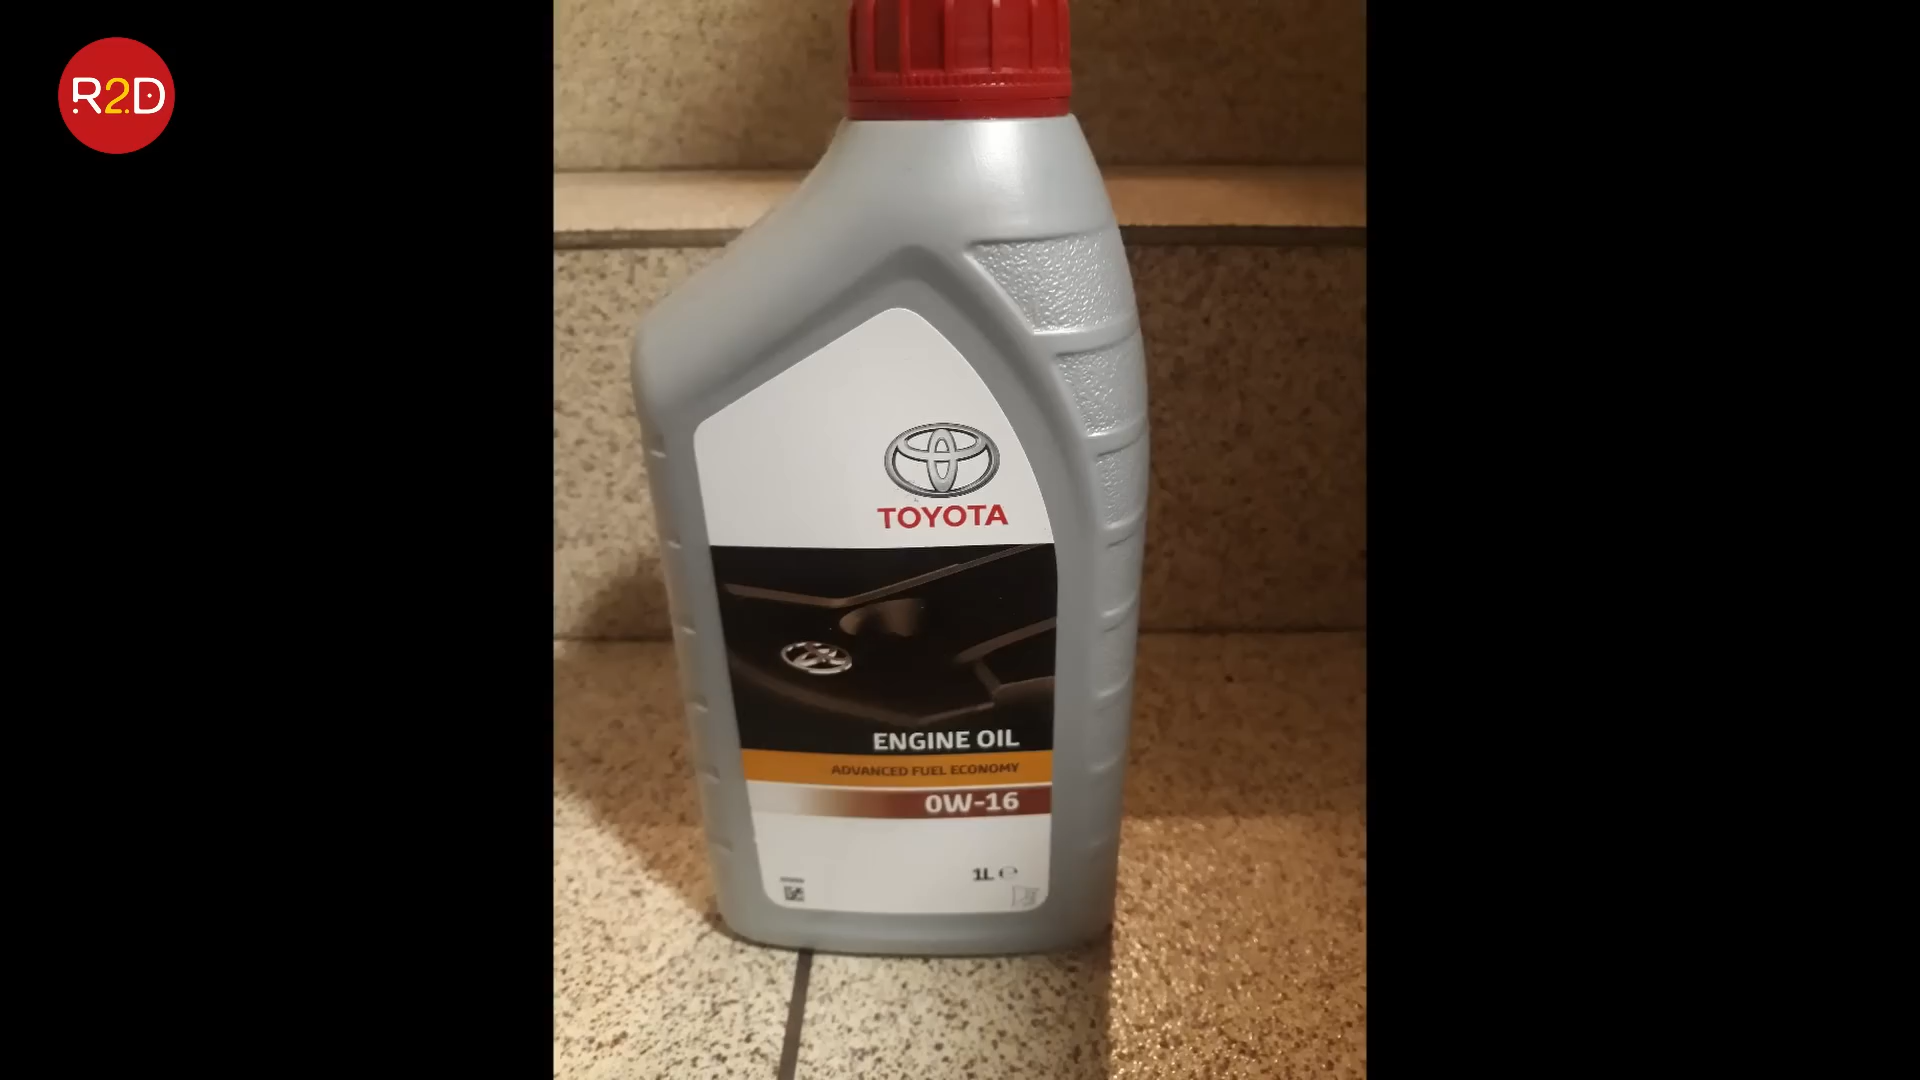 R2D
TOYOTA
ENGINE OIL
ADVANCED FUEL ECONOMY
0W-16
1L ℮